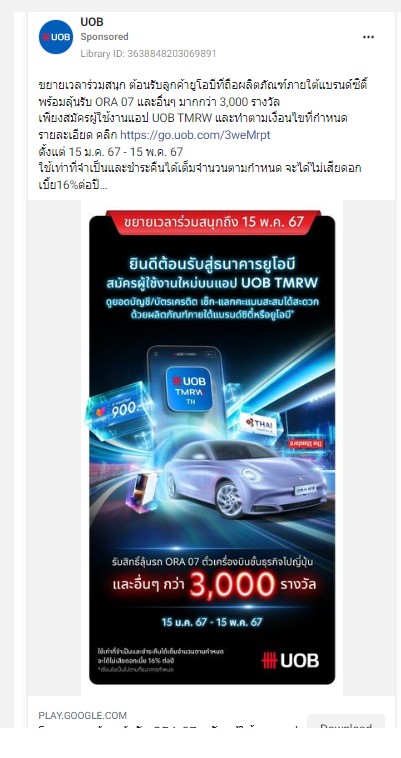 UOB
Sponsored
Library ID: 3638848203069891
ขยายเวลาร่วมสนุก ต้อนรับลูกค้ายูโอบีที่ถือผลิตภัณฑ์ภายใต้แบรนด์ซิตี้
พร้อมลุ้นรับ ORA 07 และอื่นๆ มากกว่า 3,000 รางวัล
เพียงสมัครผู้ใช้งานแอป UOB TMRW และทำตามเงื่อนไขที่กำหนด
รายละเอียด คลิก https://go.uob.com/3weMrpt
ตั้งแต่ 15 ม.ค. 67 - 15 พ.ค. 67
ใช้เท่าที่จำเป็นและชำระคืนได้เต็มจำนวนตามกำหนด จะได้ไม่เสียดอก
เบี้ย16%ต่อปี...
ขยายเวลาร่วมสนุกถึง 15 พ.ค. 67
ยินดีต้อนรับสู่ธนาคารยูโอบี
สมัครผู้ใช้งานใหม่บนแอป UOB TMRW
ดูยอดบัญชี/บัตรเครดิต เช็ก-แลกคะแนนสะสมได้สะดวก
ด้วยผลิตภัณฑ์ภายใต้แบรนด์ซิตี้หรือยูโอบี*
UOB
TMRW
TH
900
THAI
The Standard
ORA 07
รับสิทธิ์ลุ้นรถ ORA 07 ตั๋วเครื่องบินชั้นธุรกิจไปญี่ปุ่น
และอื่นๆ กว่า 3,000 รางวัล
15 ม.ค. 67 - 15 พ.ค. 67
ใช้เท่าที่จำเป็นและชำระคืนได้เต็มจำนวนตามกำหนด
จะได้ไม่เสียดอกเบี้ย 16% ต่อปี
*เงื่อนไขเป็นไปตามที่ธนาคารกำหนด
UOB
PLAY.GOOGLE.COM
Download